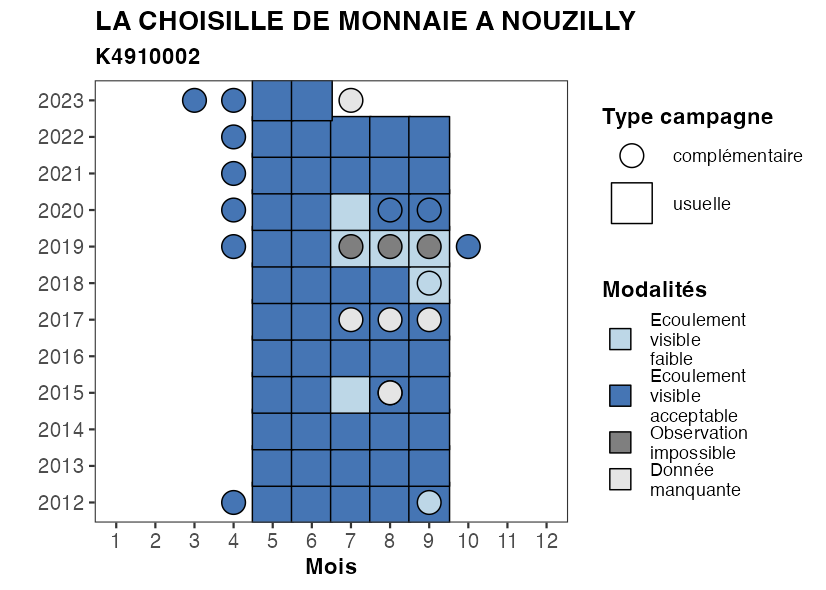 LA CHOISILLE DE MONNAIE A NOUZILLY
K4910002
2023
2022
2021
2020
2019
2018
2017
2016
2015
2014
2013
2012
1 2 3 4 5 6 7 8 9 10 11 12
Mois
Type campagne
complémentaire
usuelle
Modalités
Ecoulement
visible
faible
Ecoulement
visible
acceptable
Observation
impossible
Donnée
manquante